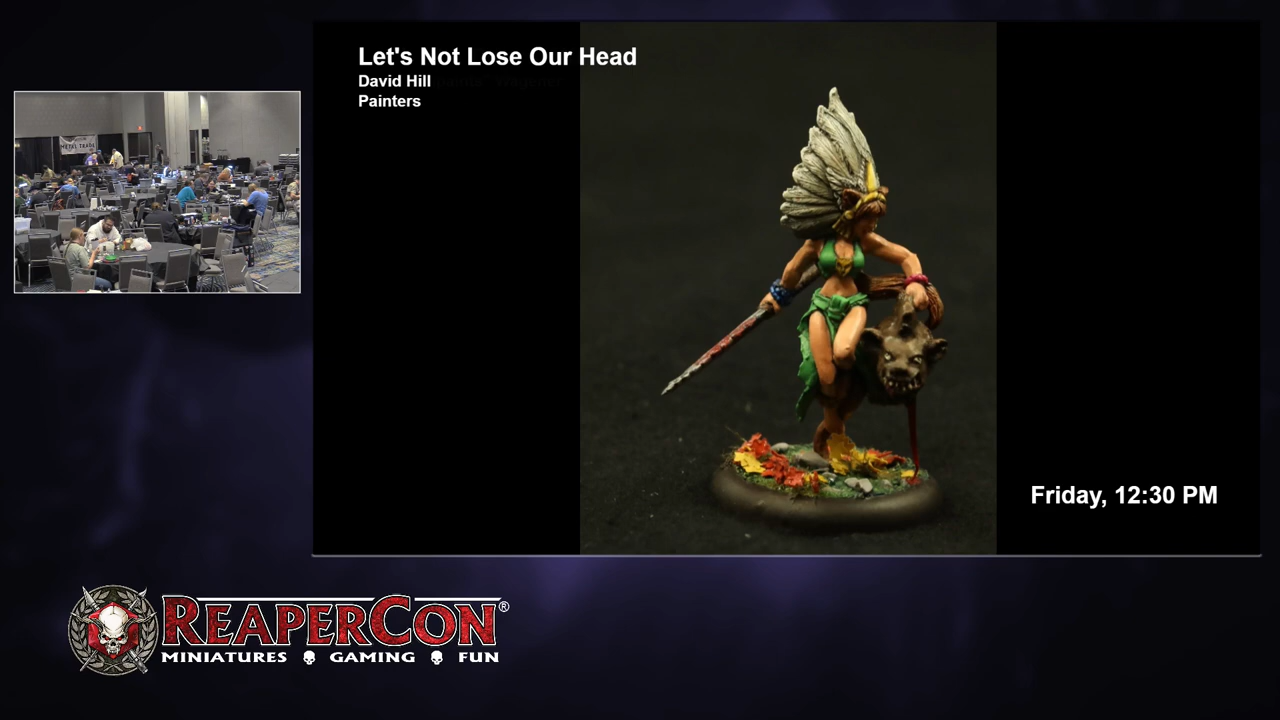 Let's Not Lose Our Head
David Hill
Painters
METAL TRADE
Friday, 12:30 PM
REAPERCON®
MINIATURES GAMING FUN